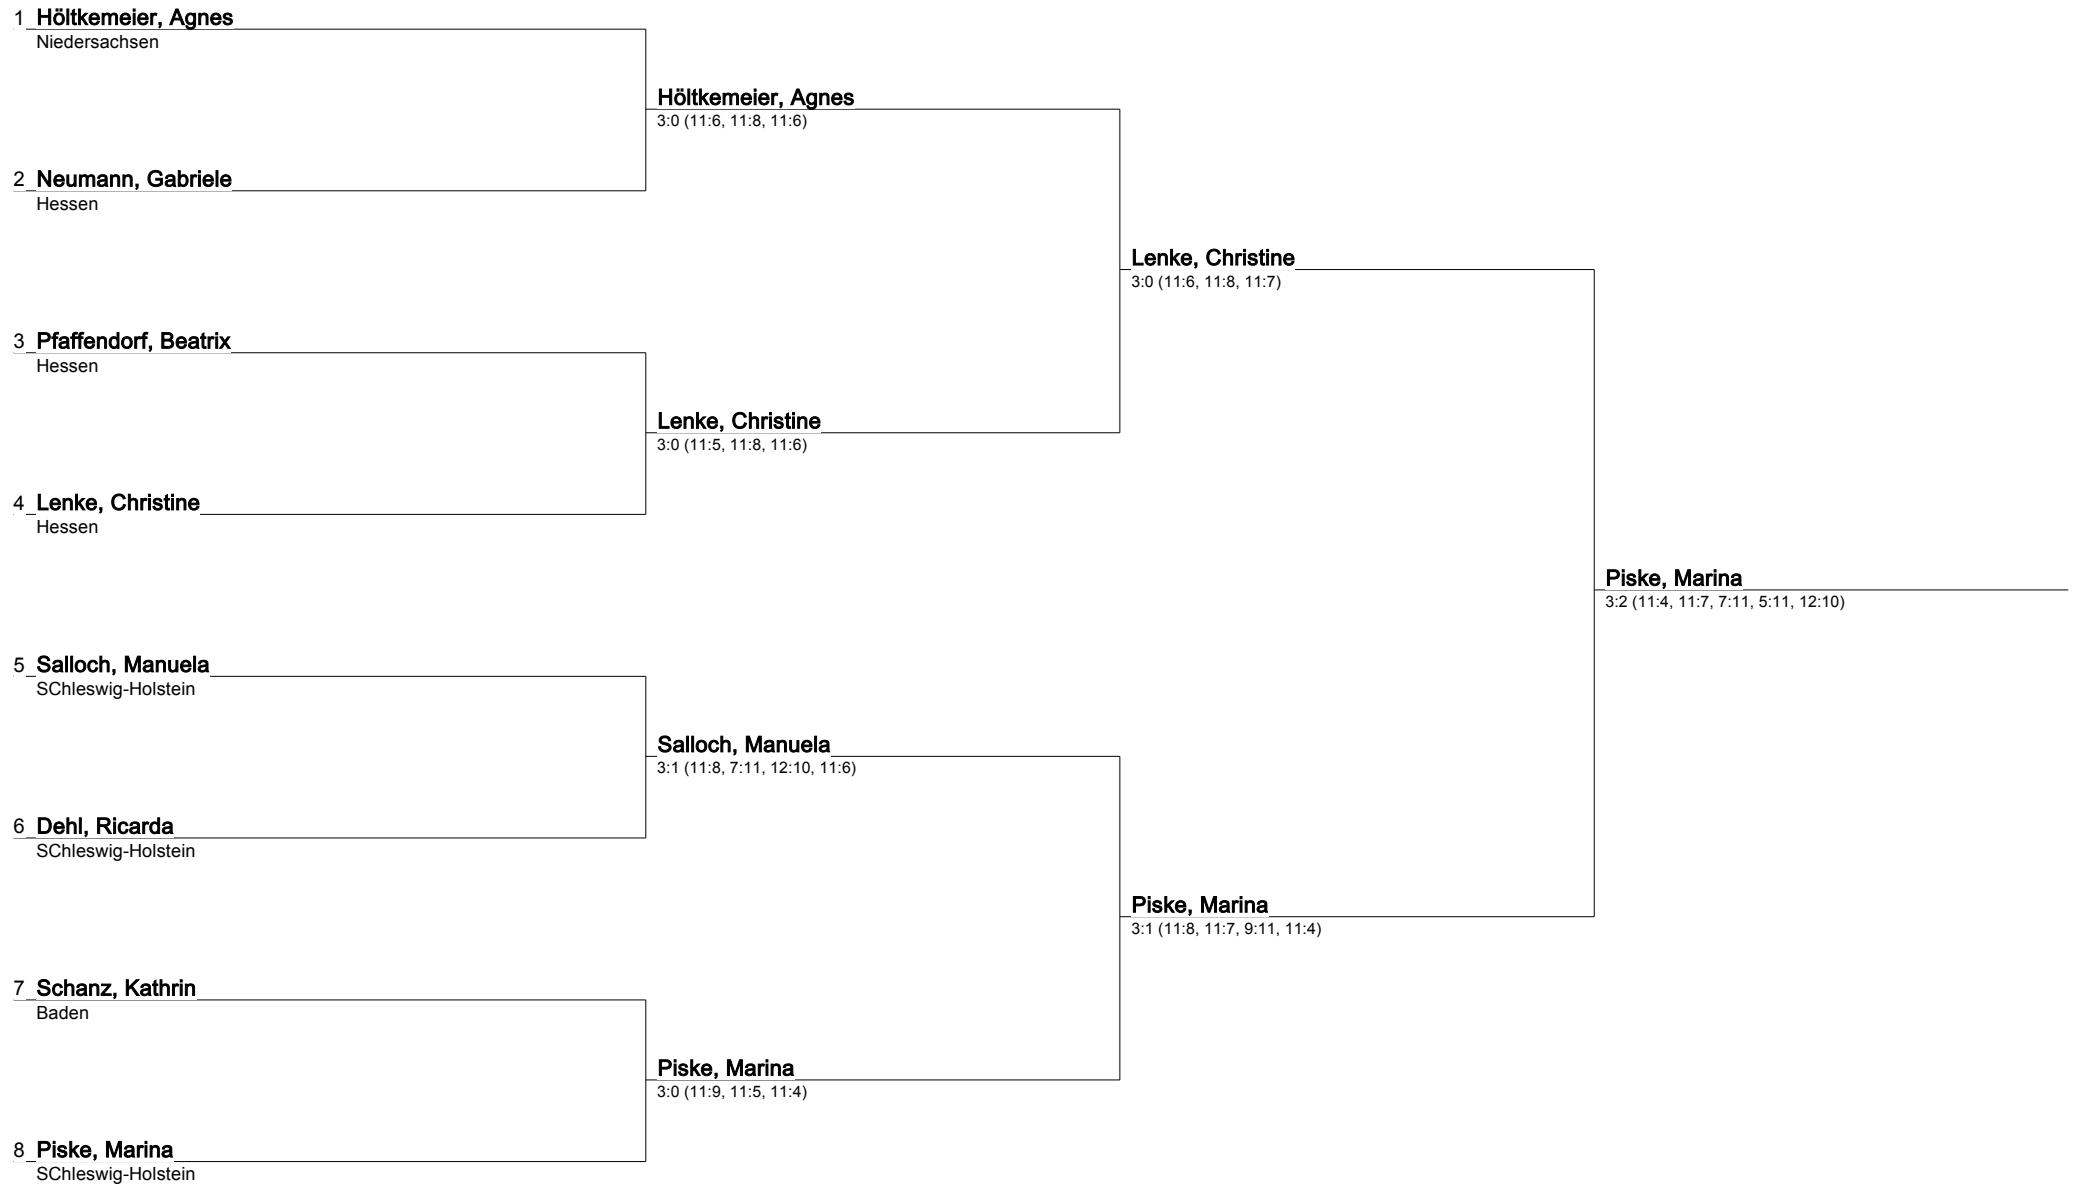 1 Höltkemeier, Agnes
Niedersachsen
Höltkemeier, Agnes
3:0 (11:6, 11:8, 11:6)
2 Neumann, Gabriele
Hessen
Lenke, Christine
3:0 (11:6, 11:8, 11:7)
3 Pfaffendorf, Beatrix
Hessen
Lenke, Christine
3:0 (11:5, 11:8, 11:6)
4 Lenke, Christine
Hessen
Piske, Marina
3:2 (11:4, 11:7, 7:11, 5:11, 12:10)
5 Salloch, Manuela
SChleswig-Holstein
Salloch, Manuela
3:1 (11:8, 7:11, 12:10, 11:6)
6 Dehl, Ricarda
SChleswig-Holstein
Piske, Marina
3:1 (11:8, 11:7, 9:11, 11:4)
7 Schanz, Kathrin
Baden
Piske, Marina
3:0 (11:9, 11:5, 11:4)
8 Piske, Marina
SChleswig-Holstein